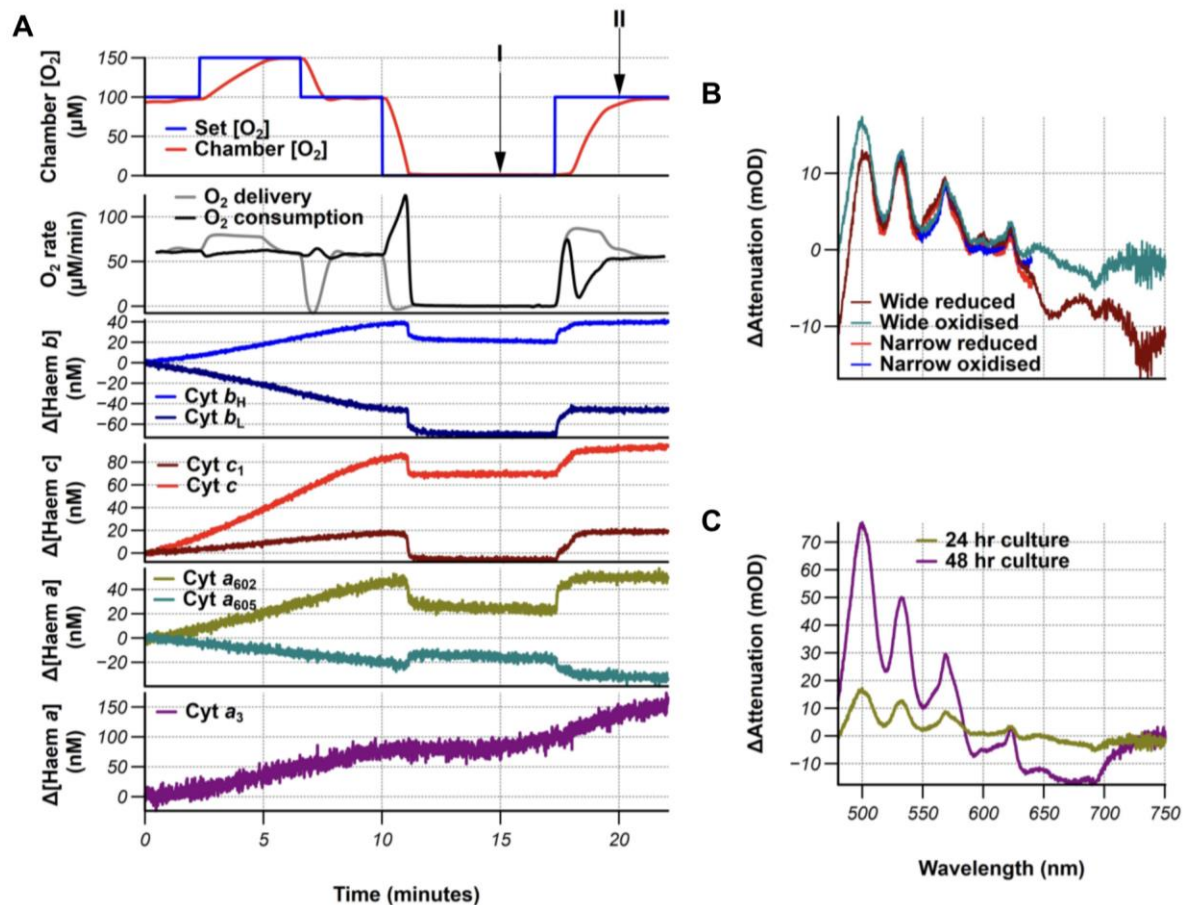 A
I
II
Chamber [O₂]
(µM)
150
100
50
0
Set [O₂]
Chamber [O₂]
O₂ rate
(µM/min)
100
50
0
O₂ delivery
O₂ consumption
Δ[Haem b]
(nM)
40
20
0
−20
−40
−60
Cyt bH
Cyt bL
Δ[Haem c]
(nM)
80
60
40
20
0
Cyt c₁
Cyt c
Δ[Haem a]
(nM)
40
20
0
−20
Cyt a₆₀₂
Cyt a₆₀₅
Δ[Haem a]
(nM)
150
100
50
0
Cyt a₃
0 5 10 15 20
Time (minutes)
B
ΔAttenuation (mOD)
10
0
−10
Wide reduced
Wide oxidised
Narrow reduced
Narrow oxidised
C
ΔAttenuation (mOD)
70
60
50
40
30
20
10
0
−10
24 hr culture
48 hr culture
500 550 600 650 700 750
Wavelength (nm)